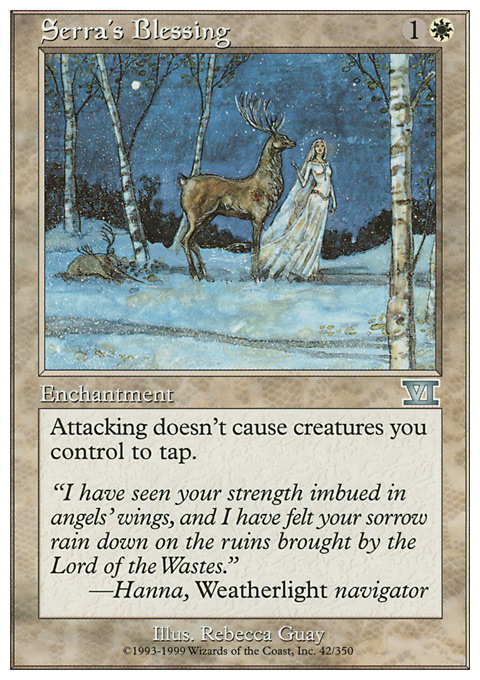 Serra's Blessing 1
Enchantment VI
Attacking doesn't cause creatures you
control to tap.
“I have seen your strength imbued in
angels' wings, and I have felt your sorrow
rain down on the ruins brought by the
Lord of the Wastes.”
—Hanna, Weatherlight navigator
Illus. Rebecca Guay
©1993-1999 Wizards of the Coast, Inc. 42/350